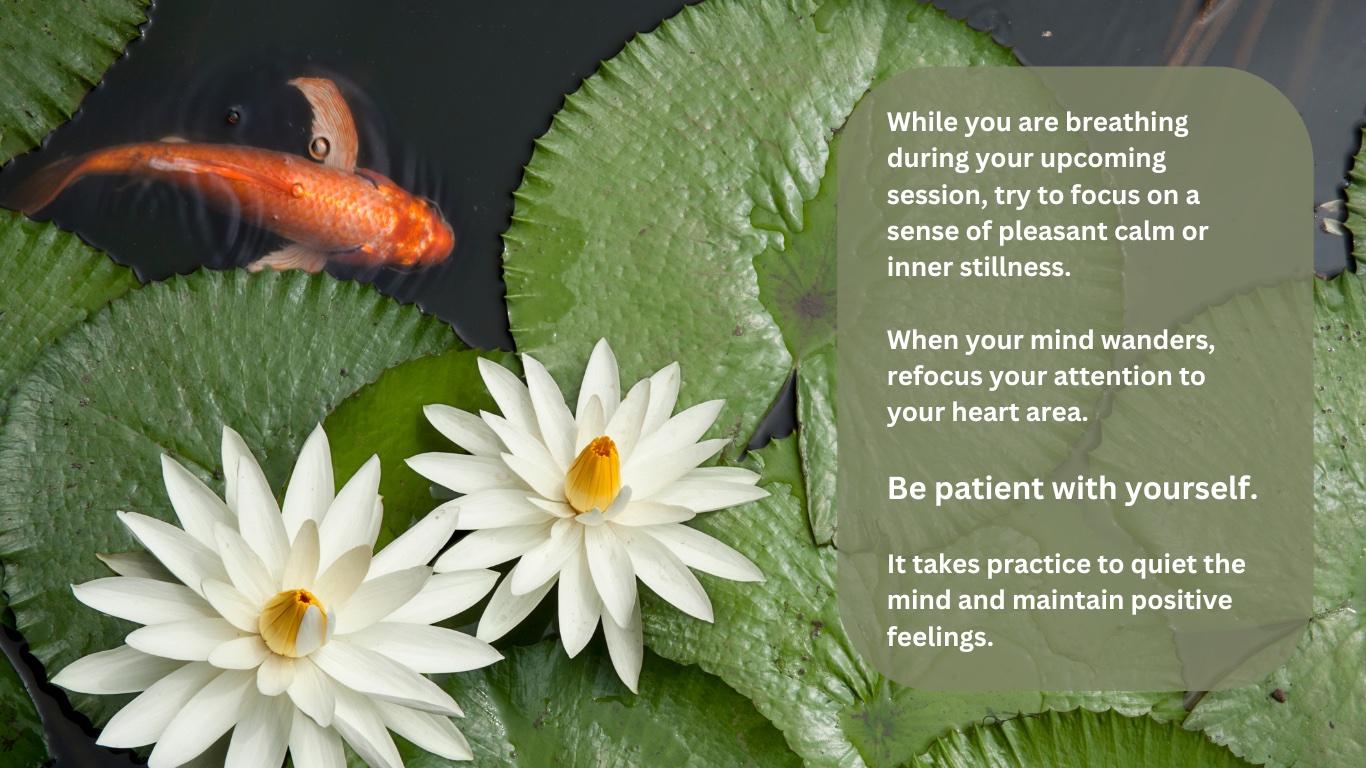 While you are breathing
during your upcoming
session, try to focus on a
sense of pleasant calm or
inner stillness.
When your mind wanders,
refocus your attention to
your heart area.
Be patient with yourself.
It takes practice to quiet the
mind and maintain positive
feelings.